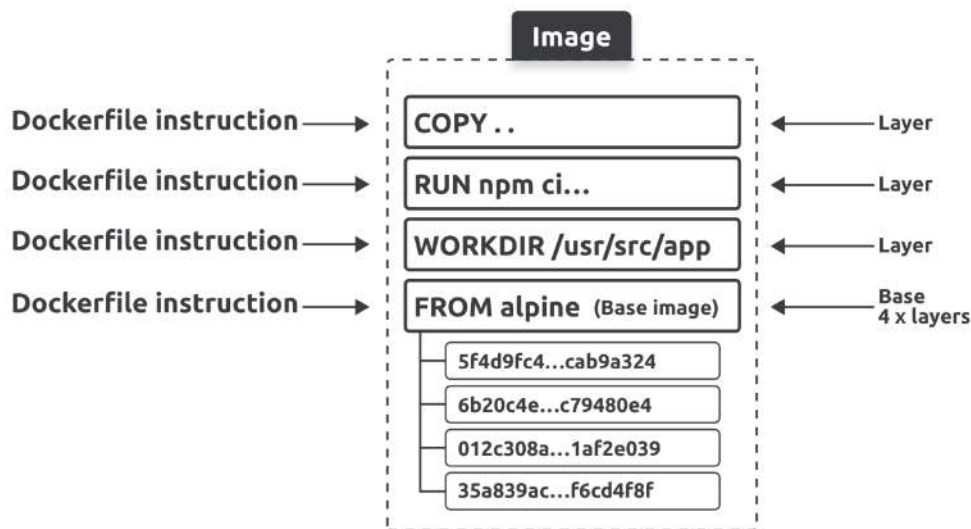 Image
Dockerfile instruction COPY . . Layer
Dockerfile instruction RUN npm ci... Layer
Dockerfile instruction WORKDIR /usr/src/app Layer
Dockerfile instruction FROM alpine (Base image) Base
4 x layers
5f4d9fc4...cab9a324
6b20c4e...c79480e4
012c308a...1af2e039
35a839ac...f6cd4f8f